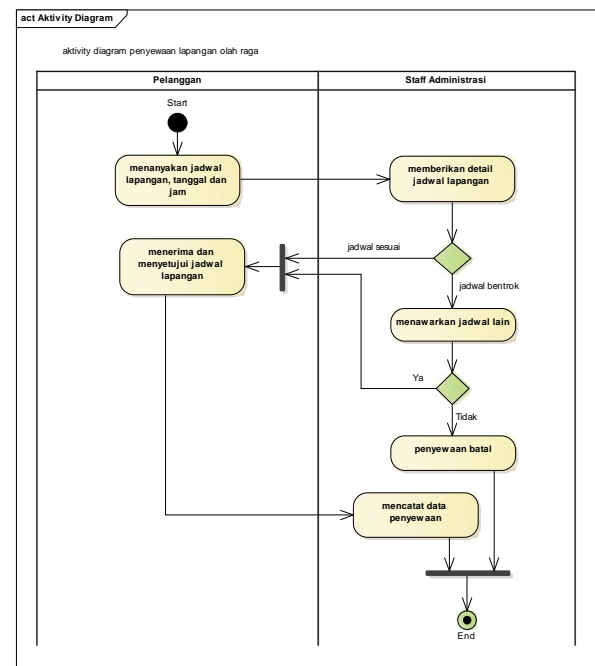 act Aktivity Diagram
aktivity diagram penyewaan lapangan olah raga
Pelanggan
Staff Administrasi
Start
menanyakan jadwal
lapangan, tanggal dan
jam
memberikan detail
jadwal lapangan
jadwal sesuai
menerima dan
menyetujui jadwal
lapangan
jadwal bentrok
menawarkan jadwal lain
Ya
Tidak
penyewaan batal
mencatat data
penyewaan
End